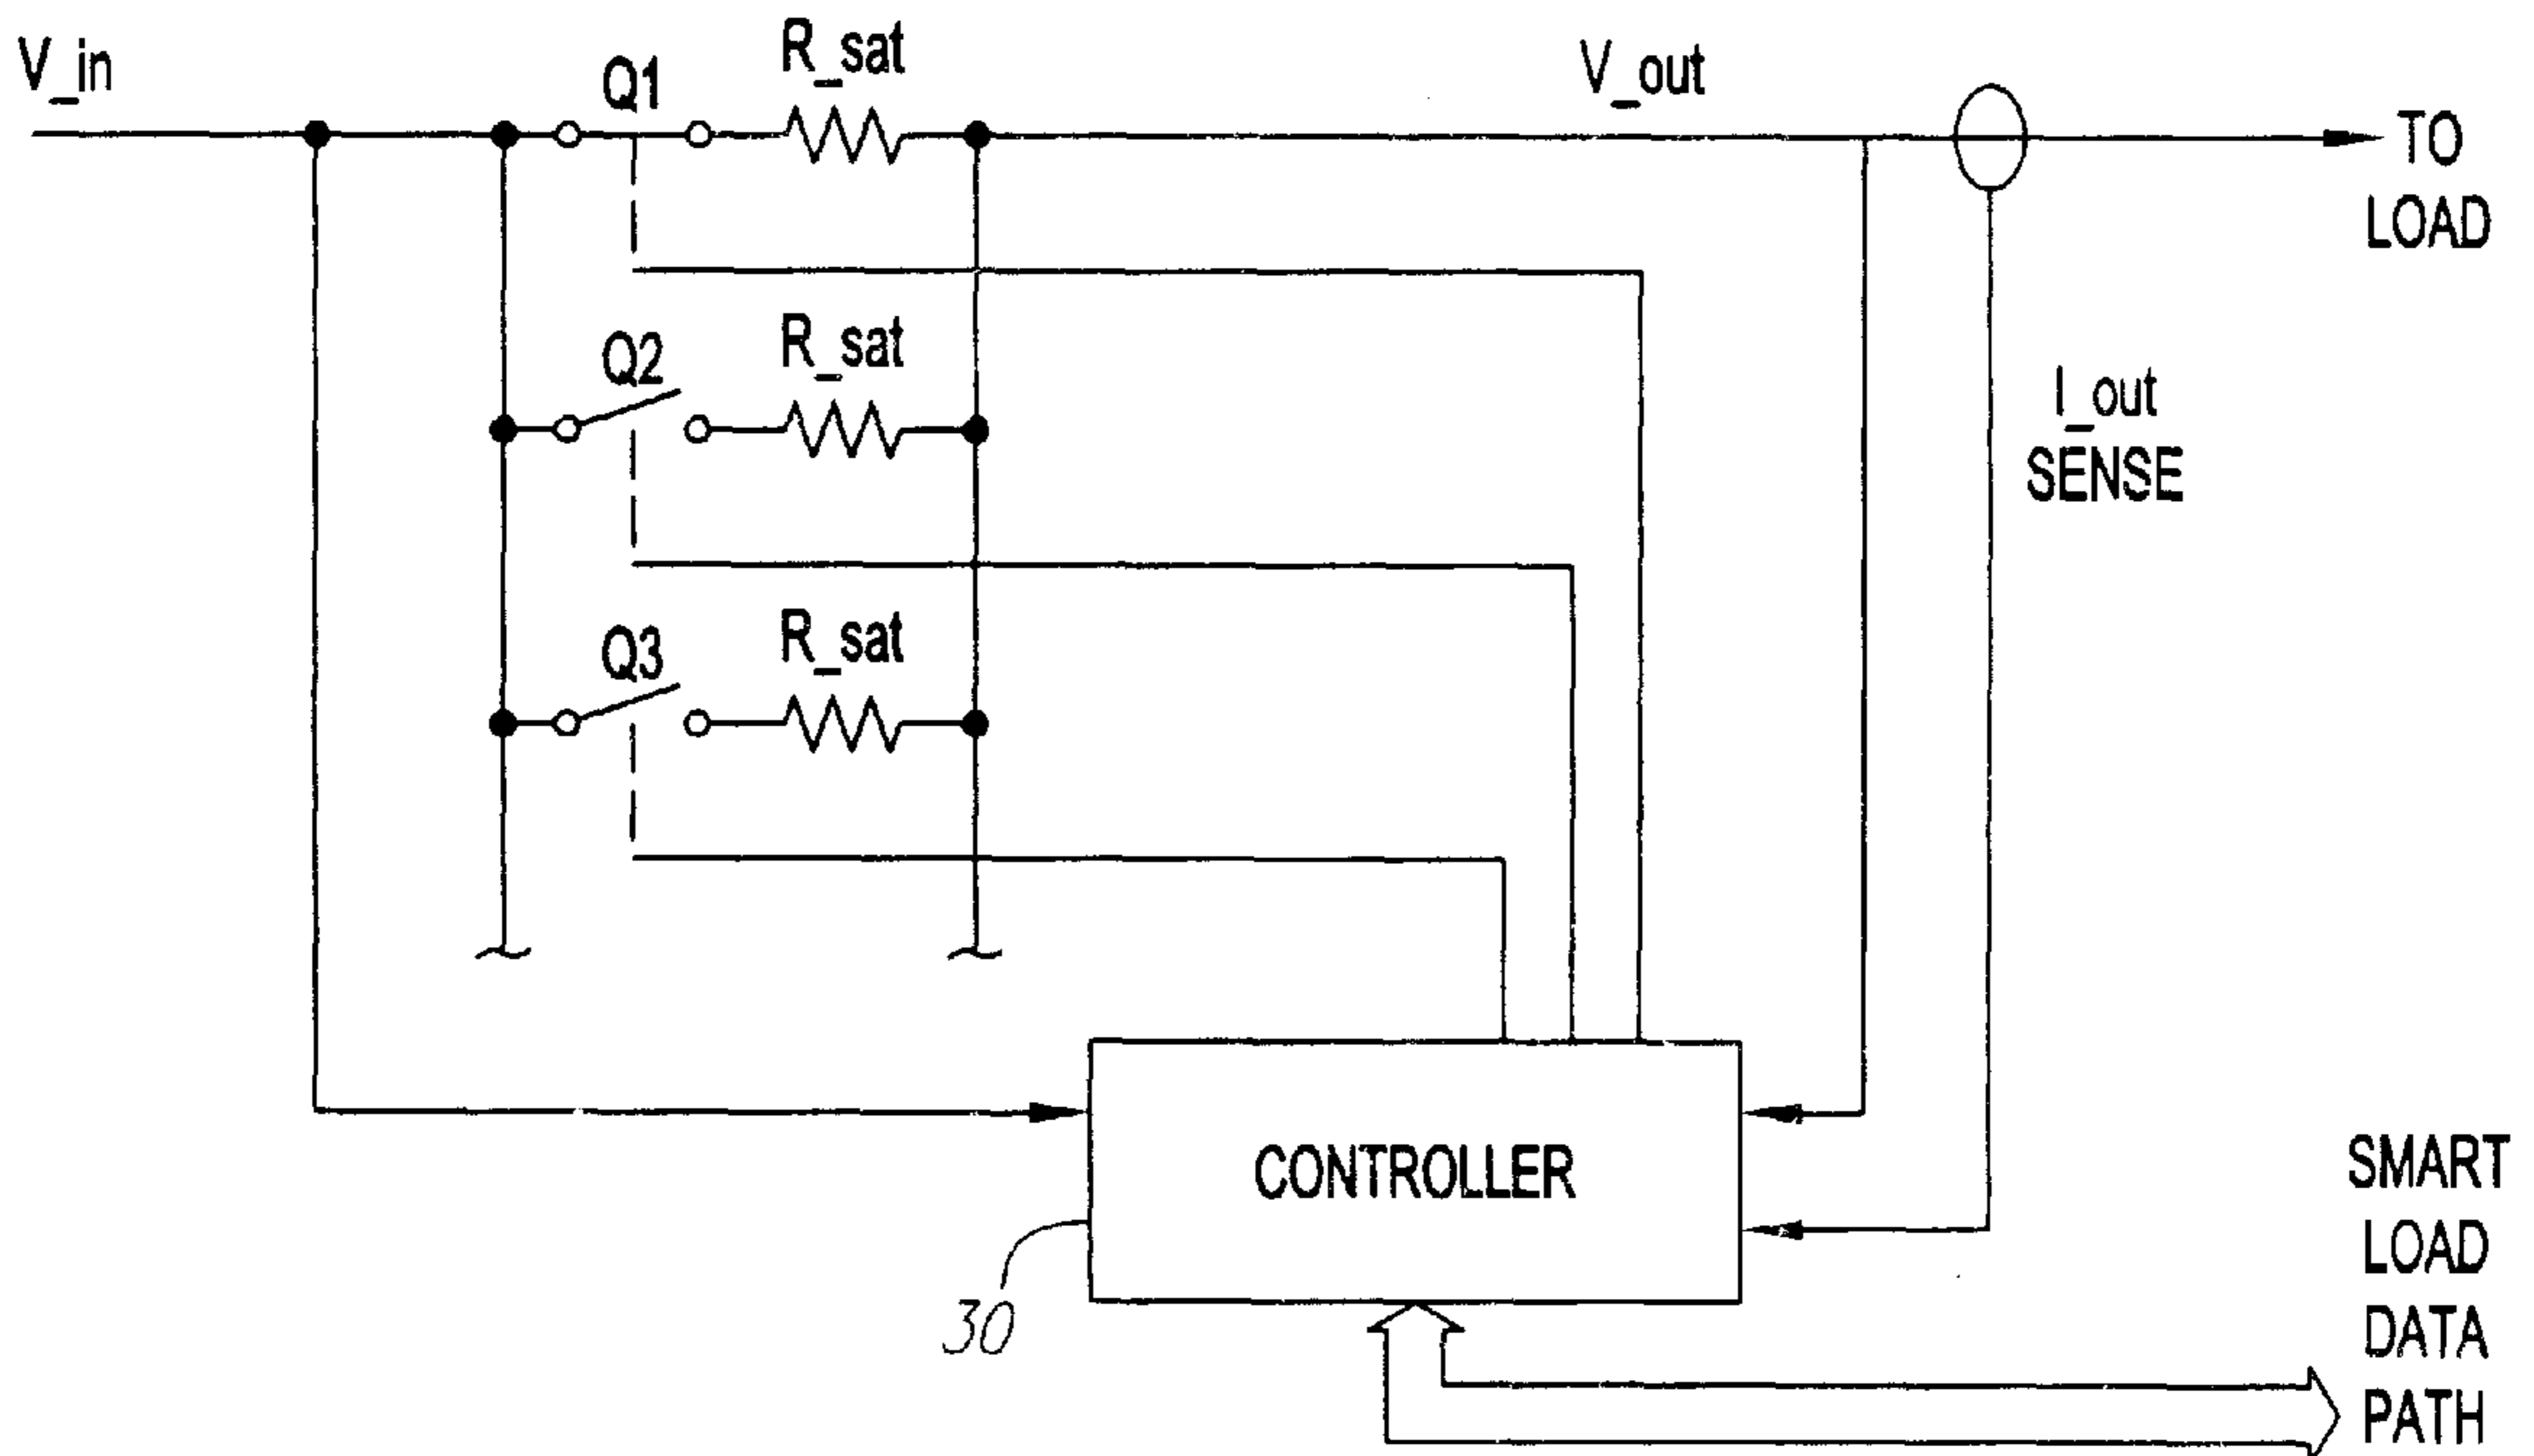 V_in
Q1
R_sat
V_out
TO
LOAD
Q2
R_sat
I_out
SENSE
Q3
R_sat
CONTROLLER
30
SMART
LOAD
DATA
PATH